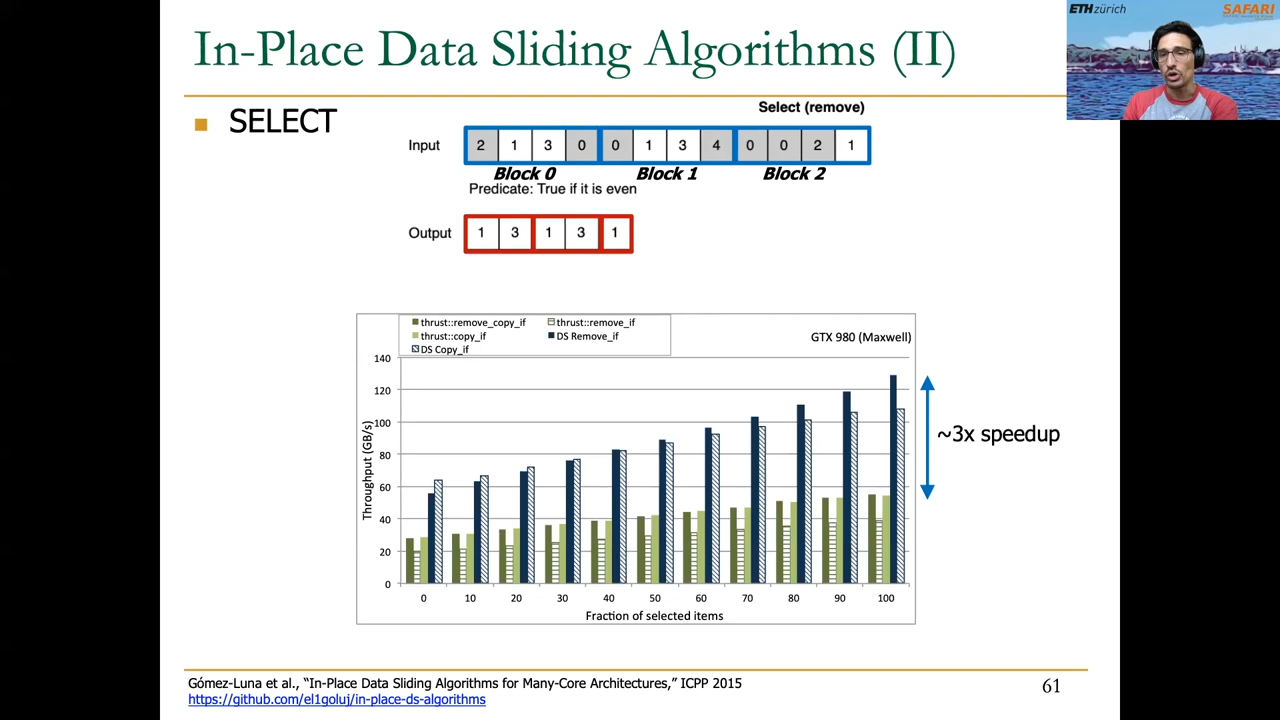 ETHzürich
SAFARI
In-Place Data Sliding Algorithms (II)
SELECT
Select (remove)
Input 2 1 3 0 0 1 3 4 0 0 2 1
Block 0 Block 1 Block 2
Predicate: True if it is even
Output 1 3 1 3 1
thrust::remove_copy_if thrust::remove_if
thrust::copy_if DS Remove_if
DS Copy_if
GTX 980 (Maxwell)
140
120
100
80
60
40
20
0
Throughput (GB/s)
0 10 20 30 40 50 60 70 80 90 100
Fraction of selected items
~3x speedup
Gómez-Luna et al., “In-Place Data Sliding Algorithms for Many-Core Architectures,” ICPP 2015
https://github.com/el1goluj/in-place-ds-algorithms
61